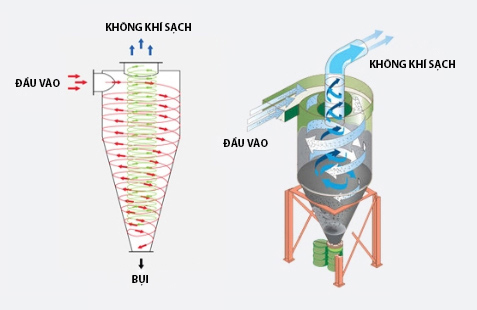 KHÔNG KHÍ SẠCH
ĐẦU VÀO
BỤI
KHÔNG KHÍ SẠCH
ĐẦU VÀO